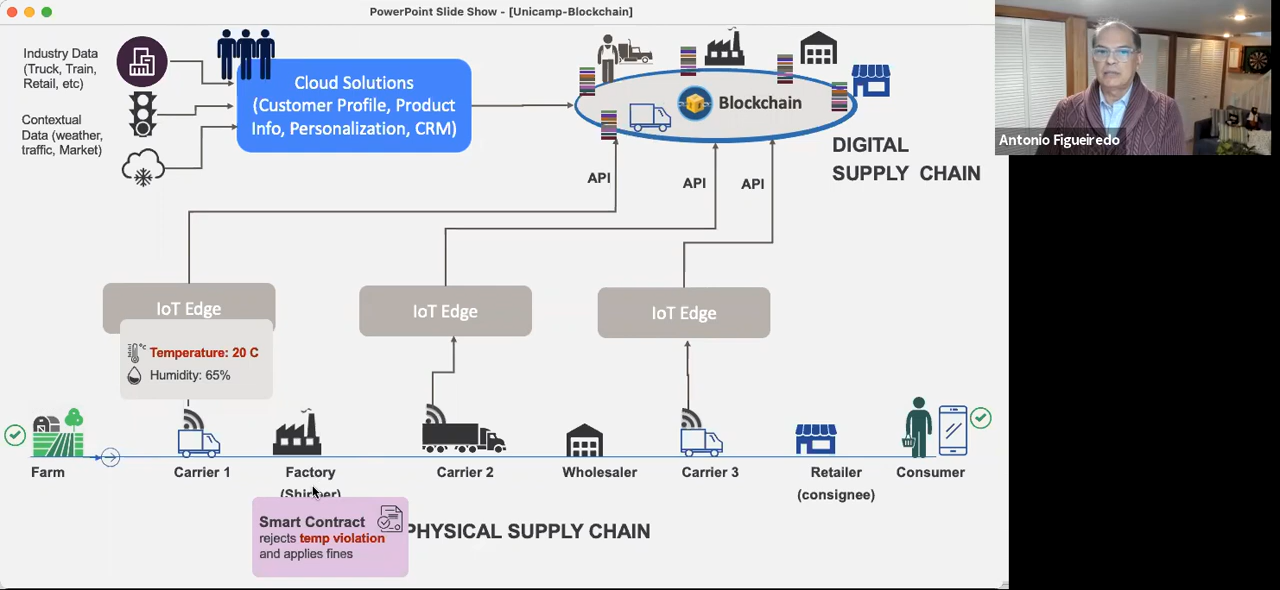 PowerPoint Slide Show - [Unicamp-Blockchain]
Industry Data
(Truck, Train,
Retail, etc)
Contextual
Data (weather,
traffic, Market)
Cloud Solutions
(Customer Profile, Product
Info, Personalization, CRM)
Blockchain
DIGITAL
SUPPLY CHAIN
Antonio Figueiredo
API
API
API
IoT Edge
IoT Edge
IoT Edge
°C
Temperature: 20 C
Humidity: 65%
Farm
Carrier 1
Factory
(Shipper)
Carrier 2
Wholesaler
Carrier 3
Retailer
(consignee)
Consumer
Smart Contract
rejects temp violation
and applies fines
PHYSICAL SUPPLY CHAIN